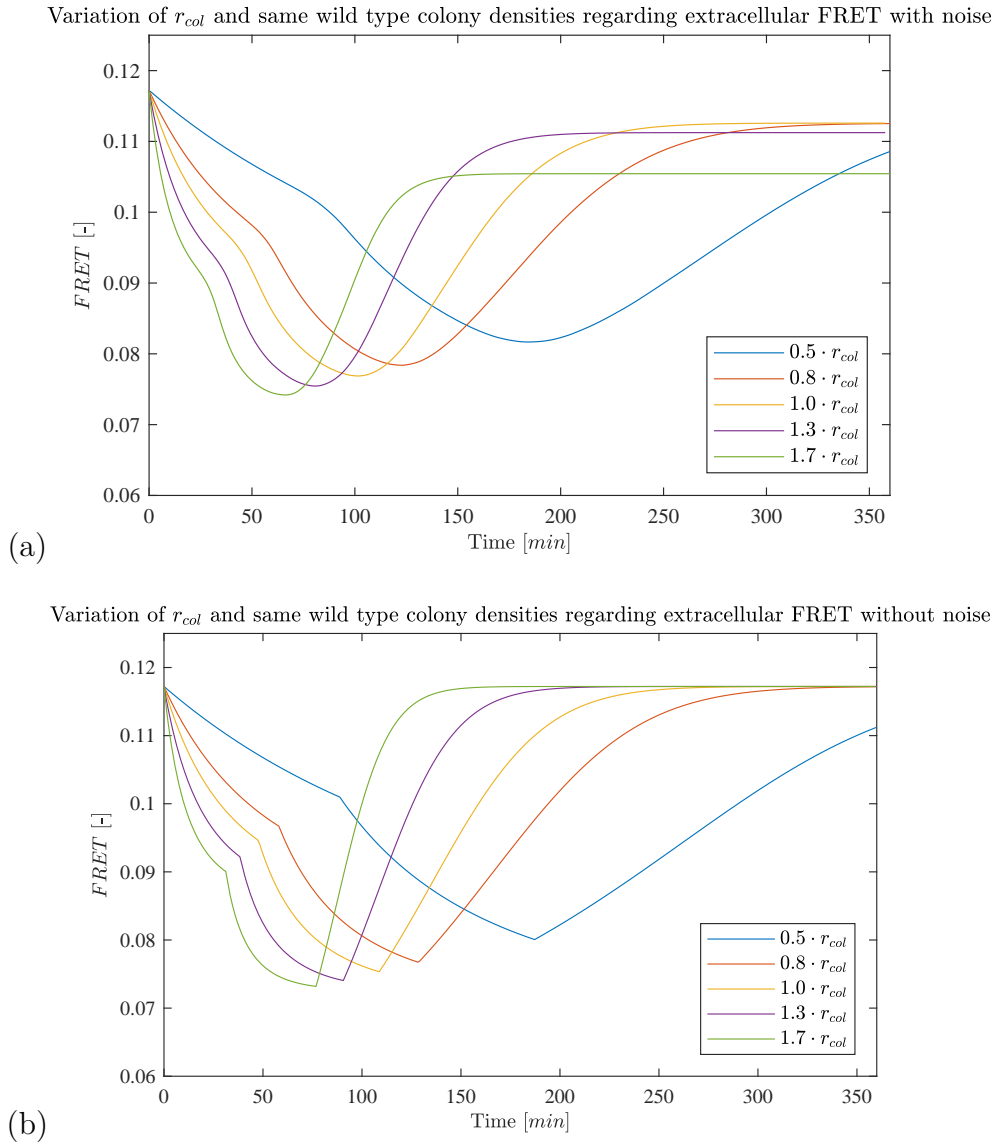 Variation of r_col and same wild type colony densities regarding extracellular FRET with noise
0.12
0.11
0.1
0.09
0.08
0.07
0.06
FRET [-]
0.5 · r_col
0.8 · r_col
1.0 · r_col
1.3 · r_col
1.7 · r_col
0 50 100 150 200 250 300 350
Time [min]
(a)
Variation of r_col and same wild type colony densities regarding extracellular FRET without noise
0.12
0.11
0.1
0.09
0.08
0.07
0.06
FRET [-]
0.5 · r_col
0.8 · r_col
1.0 · r_col
1.3 · r_col
1.7 · r_col
0 50 100 150 200 250 300 350
Time [min]
(b)